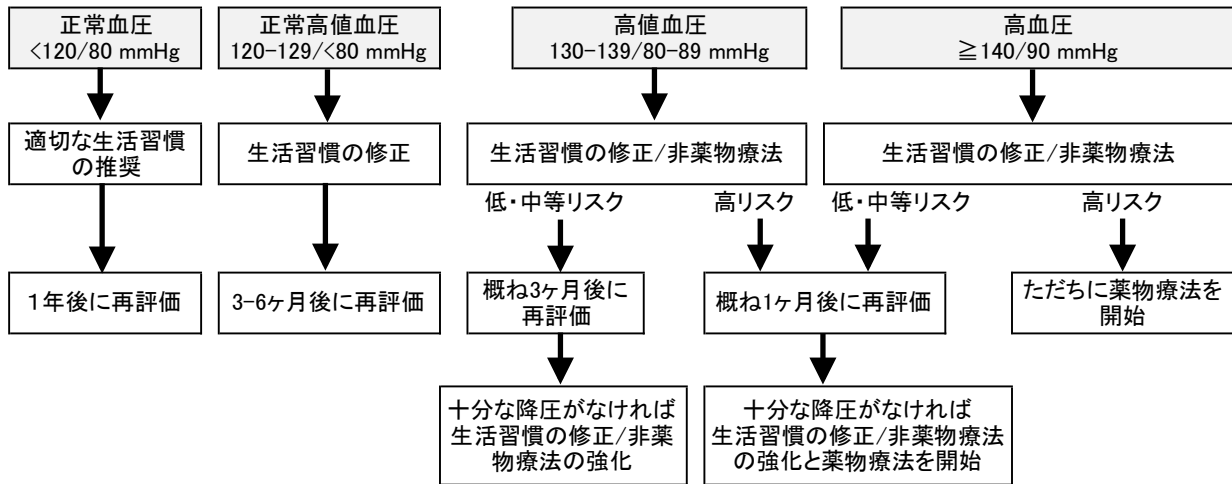 正常血圧
<120/80 mmHg
正常高値血圧
120-129/<80 mmHg
高値血圧
130-139/80-89 mmHg
高血圧
≧140/90 mmHg
適切な生活習慣
の推奨
生活習慣の修正
生活習慣の修正/非薬物療法
生活習慣の修正/非薬物療法
低・中等リスク
高リスク
低・中等リスク
高リスク
1年後に再評価
3-6ヶ月後に再評価
概ね3ヶ月後に
再評価
概ね1ヶ月後に再評価
ただちに薬物療法を
開始
十分な降圧がなければ
生活習慣の修正/非薬
物療法の強化
十分な降圧がなければ
生活習慣の修正/非薬物療法
の強化と薬物療法を開始